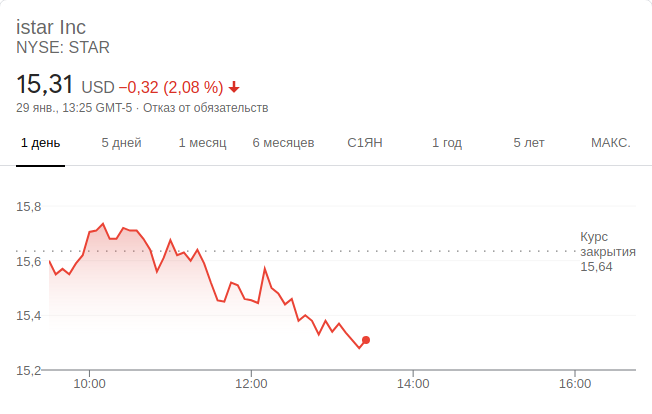 istar Inc
NYSE: STAR
15,31 USD −0,32 (2,08 %)
29 янв., 13:25 GMT-5 · Отказ от обязательств
1 день 5 дней 1 месяц 6 месяцев С1ЯН 1 год 5 лет МАКС.
15,8
Курс
закрытия
15,6
15,64
15,4
15,2
10:00 12:00 14:00 16:00